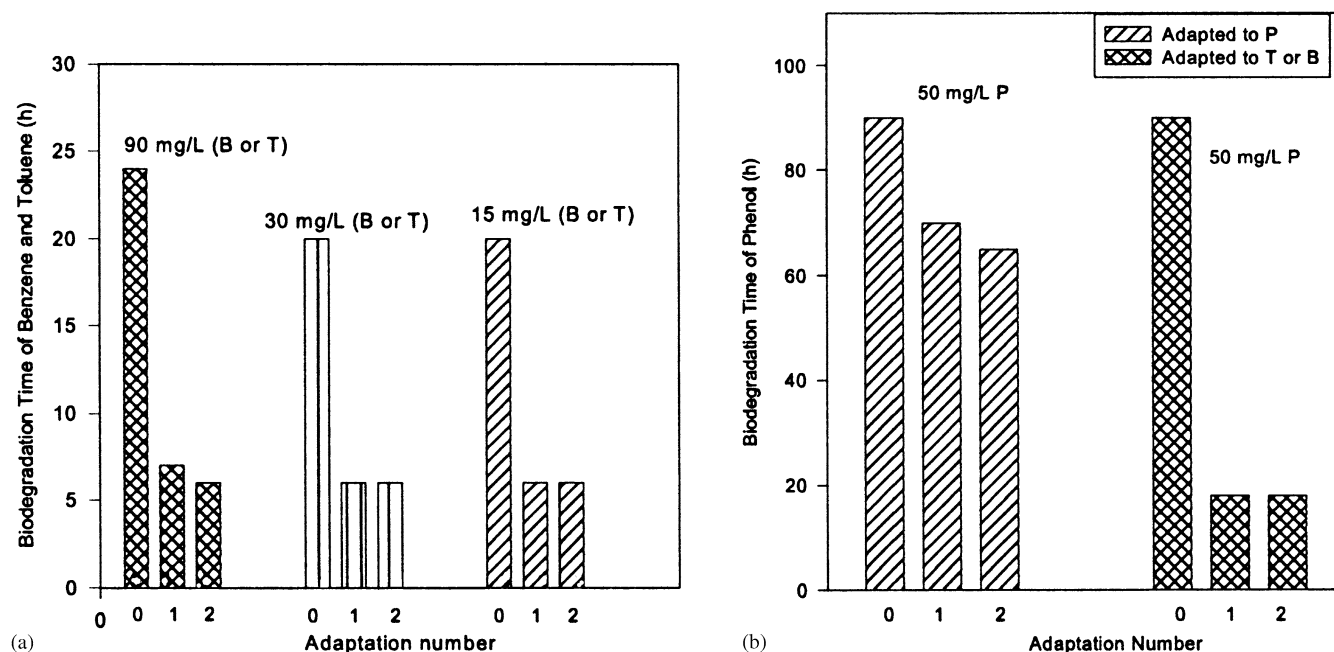 30
25
20
15
10
5
0
0
Biodegradation Time of Benzene and Toluene (h)
90 mg/L (B or T)
30 mg/L (B or T)
15 mg/L (B or T)
0 1 2 0 1 2 0 1 2
Adaptation number
(a)
Adapted to P
Adapted to T or B
100
80
60
40
20
0
Biodegradation Time of Phenol (h)
50 mg/L P
50 mg/L P
0 1 2 0 1 2
Adaptation Number
(b)